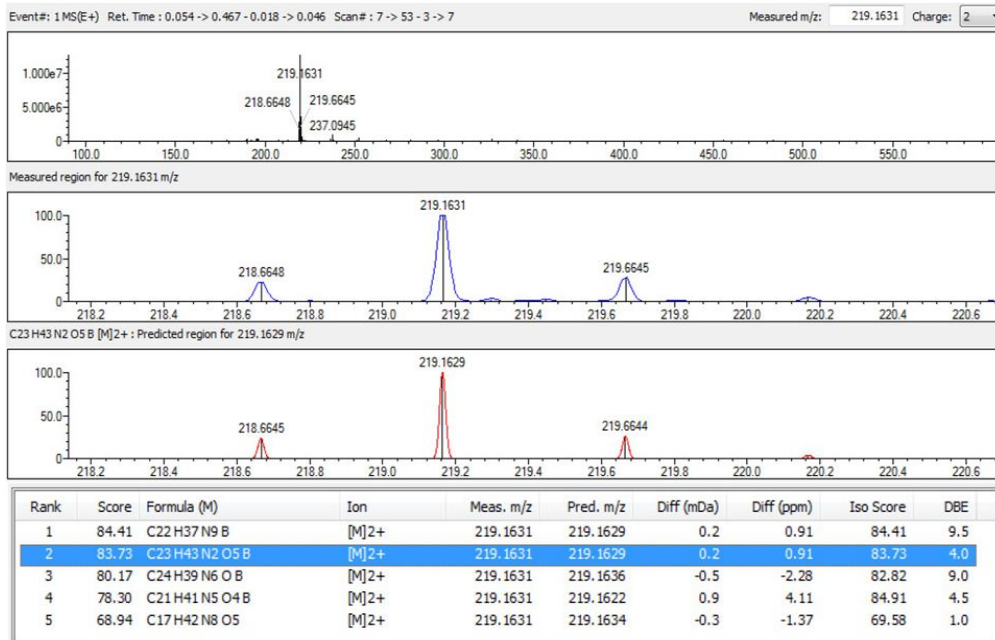 Event#: 1 MS(E+) Ret. Time : 0.054 -> 0.467 - 0.018 -> 0.046 Scan# : 7 -> 53 - 3 -> 7 Measured m/z: 219.1631 Charge: 2
1.000e7
219.1631
5.000e6
218.6648 219.6645
237.0945
0
100.0 150.0 200.0 250.0 300.0 350.0 400.0 450.0 500.0 550.0
Measured region for 219.1631 m/z
219.1631
100.0
50.0
218.6648 219.6645
0
218.2 218.4 218.6 218.8 219.0 219.2 219.4 219.6 219.8 220.0 220.2 220.4 220.6
C23 H43 N2 O5 B [M]2+ : Predicted region for 219.1629 m/z
219.1629
100.0
50.0
218.6645 219.6644
0
218.2 218.4 218.6 218.8 219.0 219.2 219.4 219.6 219.8 220.0 220.2 220.4 220.6
Rank Score Formula (M) Ion Meas. m/z Pred. m/z Diff (mDa) Diff (ppm) Iso Score DBE
1 84.41 C22 H37 N9 B [M]2+ 219.1631 219.1629 0.2 0.91 84.41 9.5
2 83.73 C23 H43 N2 O5 B [M]2+ 219.1631 219.1629 0.2 0.91 83.73 4.0
3 80.17 C24 H39 N6 O B [M]2+ 219.1631 219.1636 -0.5 -2.28 82.82 9.0
4 78.30 C21 H41 N5 O4 B [M]2+ 219.1631 219.1622 0.9 4.11 84.91 4.5
5 68.94 C17 H42 N8 O5 [M]2+ 219.1631 219.1634 -0.3 -1.37 69.58 1.0